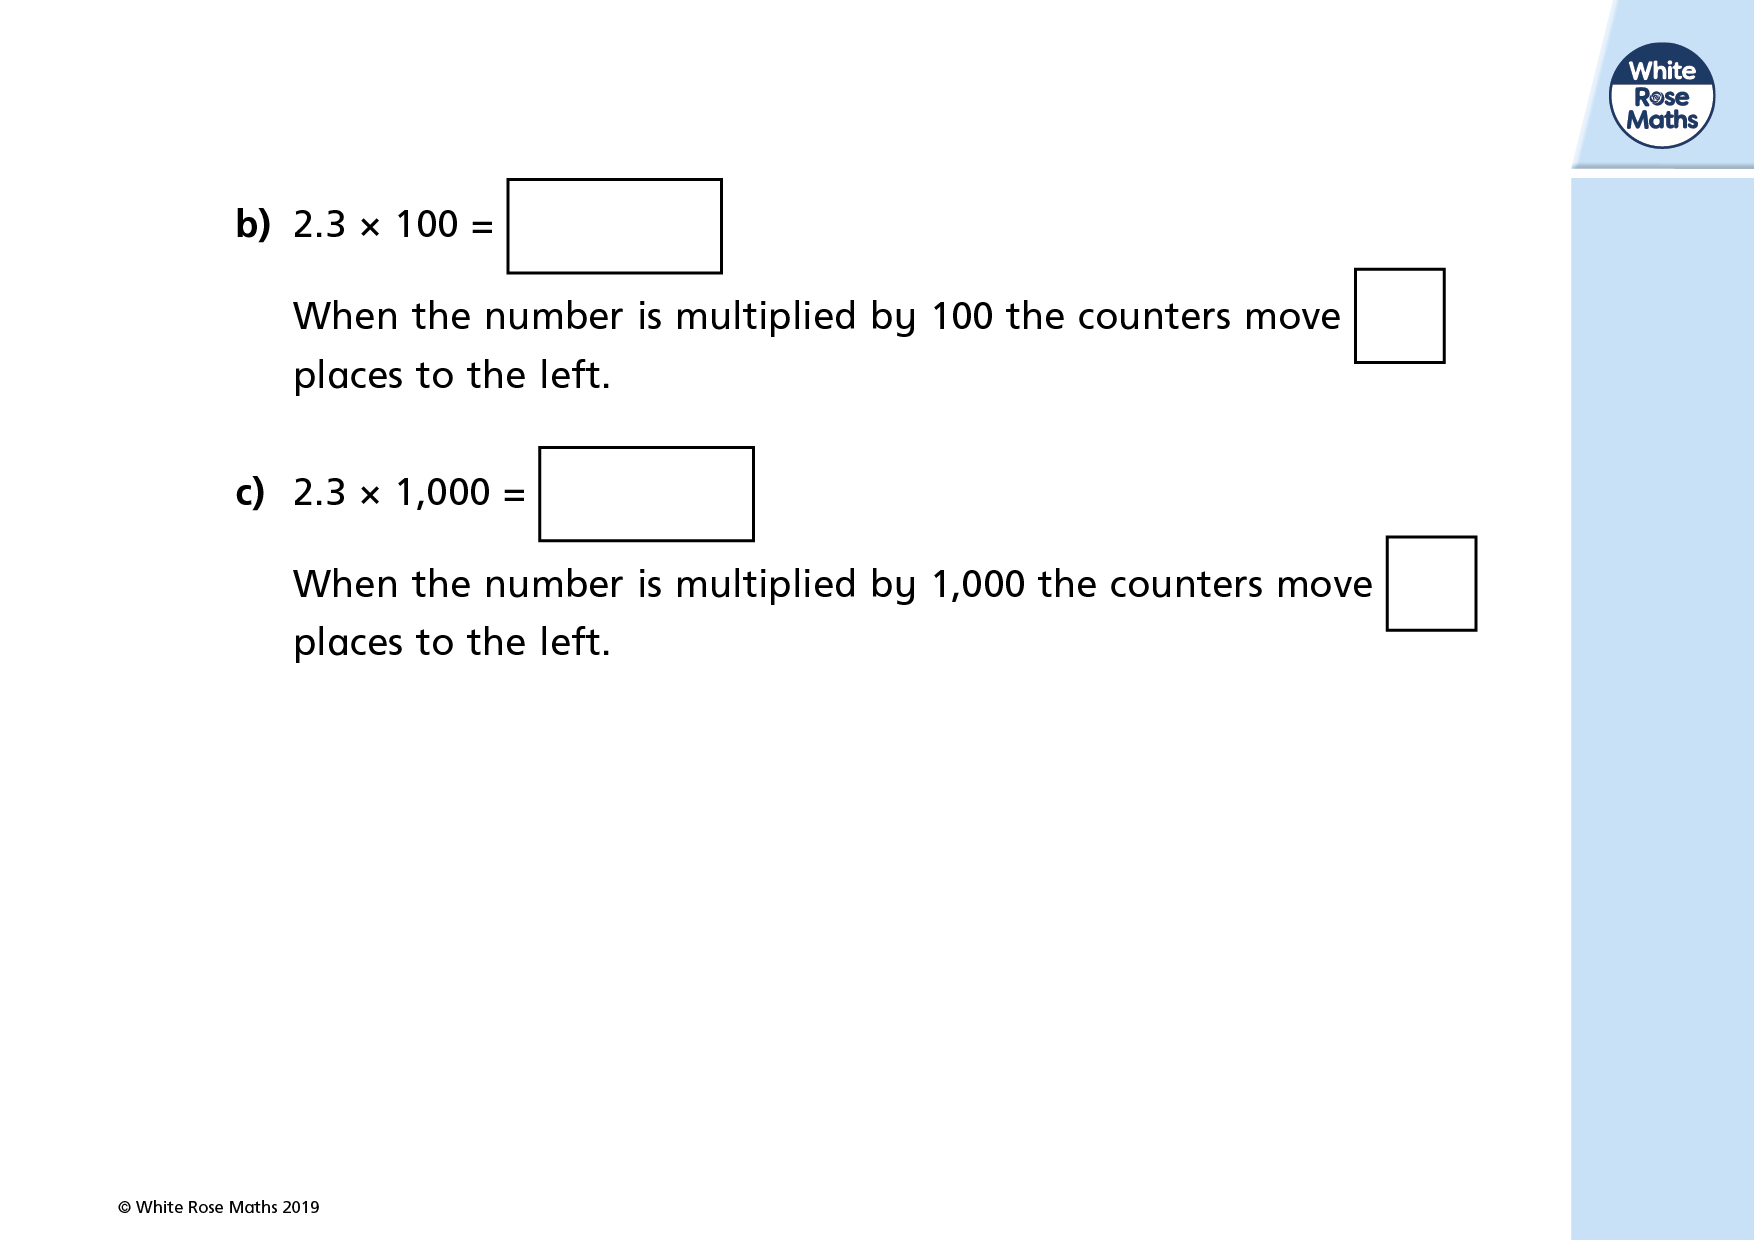 White
Rose
Maths
b) 2.3 × 100 =
When the number is multiplied by 100 the counters move
places to the left.
c) 2.3 × 1,000 =
When the number is multiplied by 1,000 the counters move
places to the left.
© White Rose Maths 2019